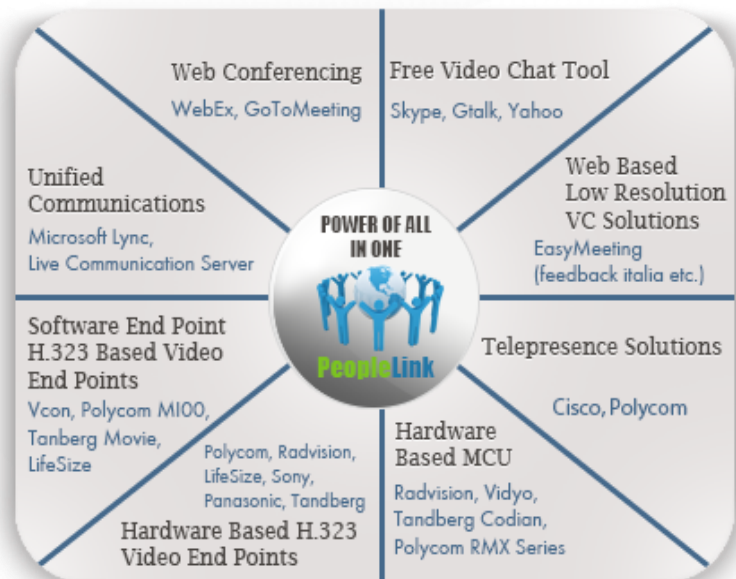 Web Conferencing
WebEx, GoToMeeting
Free Video Chat Tool
Skype, Gtalk, Yahoo
Unified
Communications
Microsoft Lync,
Live Communication Server
Web Based
Low Resolution
VC Solutions
EasyMeeting
(feedback italia etc.)
POWER OF ALL
IN ONE
PeopleLink
Software End Point
H.323 Based Video
End Points
Vcon, Polycom M100,
Tanberg Movie,
LifeSize
Telepresence Solutions
Cisco, Polycom
Polycom, Radvision,
LifeSize, Sony,
Panasonic, Tandberg
Hardware Based H.323
Video End Points
Hardware
Based MCU
Radvision, Vidyo,
Tandberg Codian,
Polycom RMX Series